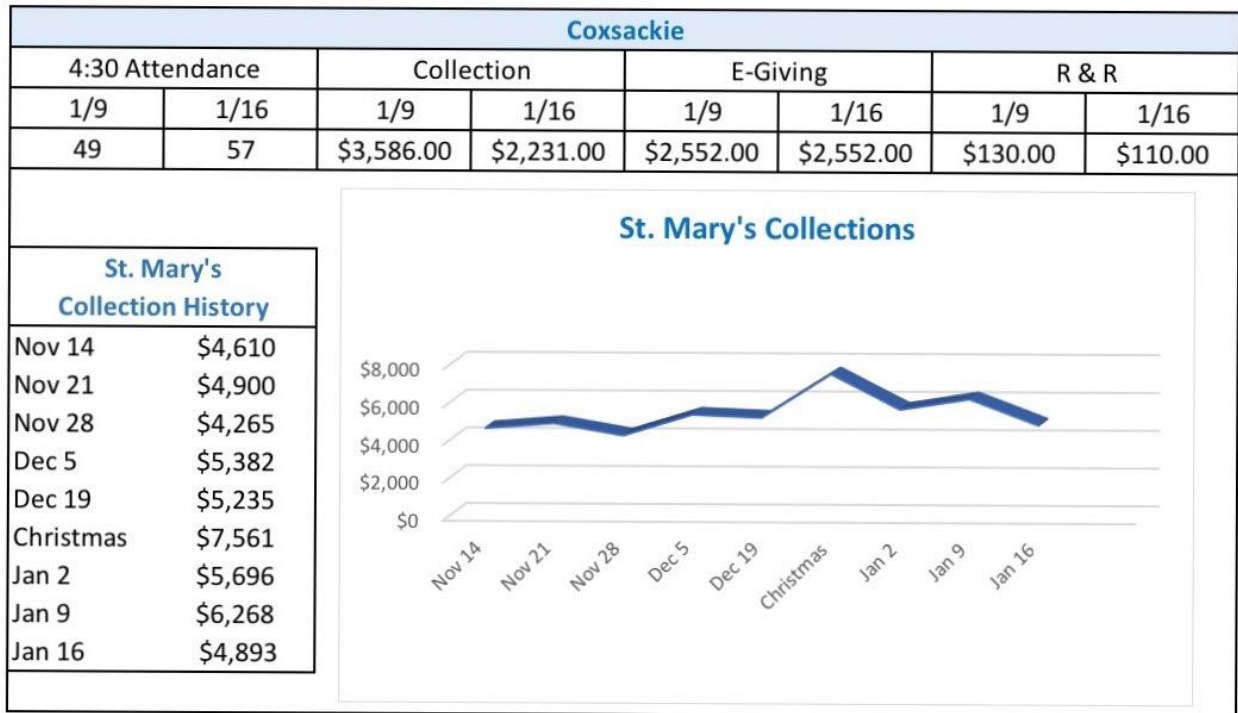 Coxsackie
4:30 Attendance Collection E-Giving R & R
1/9 1/16 1/9 1/16 1/9 1/16 1/9 1/16
49 57 $3,586.00 $2,231.00 $2,552.00 $2,552.00 $130.00 $110.00
St. Mary's
Collection History
Nov 14 $4,610
Nov 21 $4,900
Nov 28 $4,265
Dec 5 $5,382
Dec 19 $5,235
Christmas $7,561
Jan 2 $5,696
Jan 9 $6,268
Jan 16 $4,893
St. Mary's Collections
$8,000
$6,000
$4,000
$2,000
$0
Nov 14 Nov 21 Nov 28 Dec 5 Dec 19 Christmas Jan 2 Jan 9 Jan 16